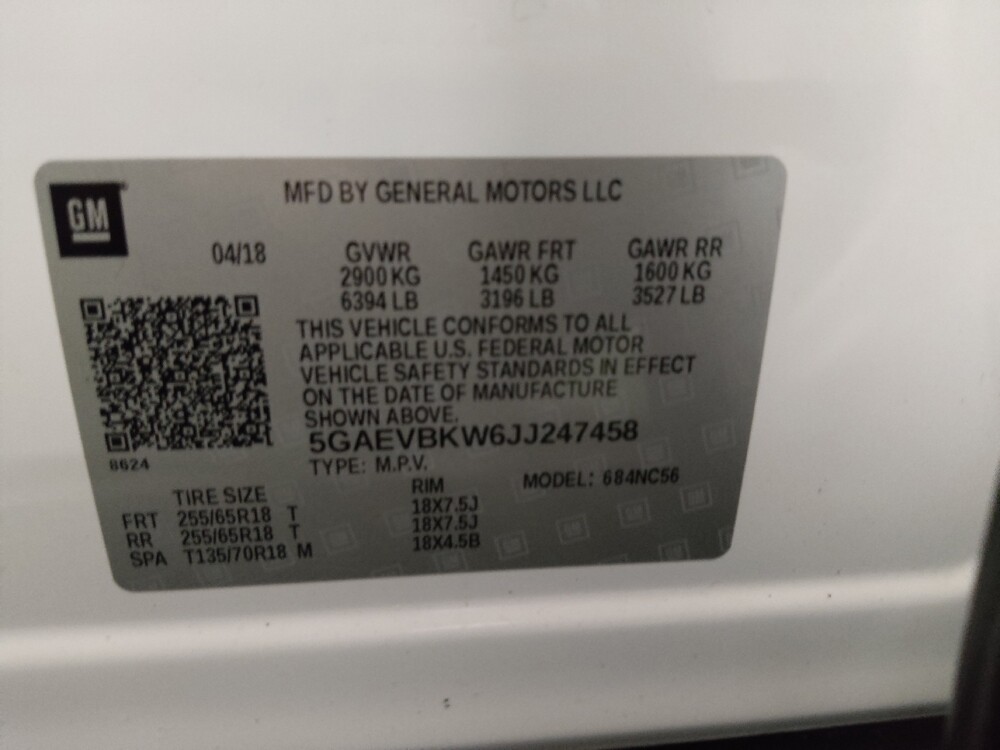 GM
MFD BY GENERAL MOTORS LLC
04/18 GVWR GAWR FRT GAWR RR
2900 KG 1450 KG 1600 KG
6394 LB 3196 LB 3527 LB
THIS VEHICLE CONFORMS TO ALL
APPLICABLE U.S. FEDERAL MOTOR
VEHICLE SAFETY STANDARDS IN EFFECT
ON THE DATE OF MANUFACTURE
SHOWN ABOVE.
5GAEVBKW6JJ247458
8624
TYPE: M.P.V. MODEL: 684NC56
TIRE SIZE RIM
FRT 255/65R18 T 18X7.5J
RR 255/65R18 T 18X7.5J
SPA T135/70R18 M 18X4.5B